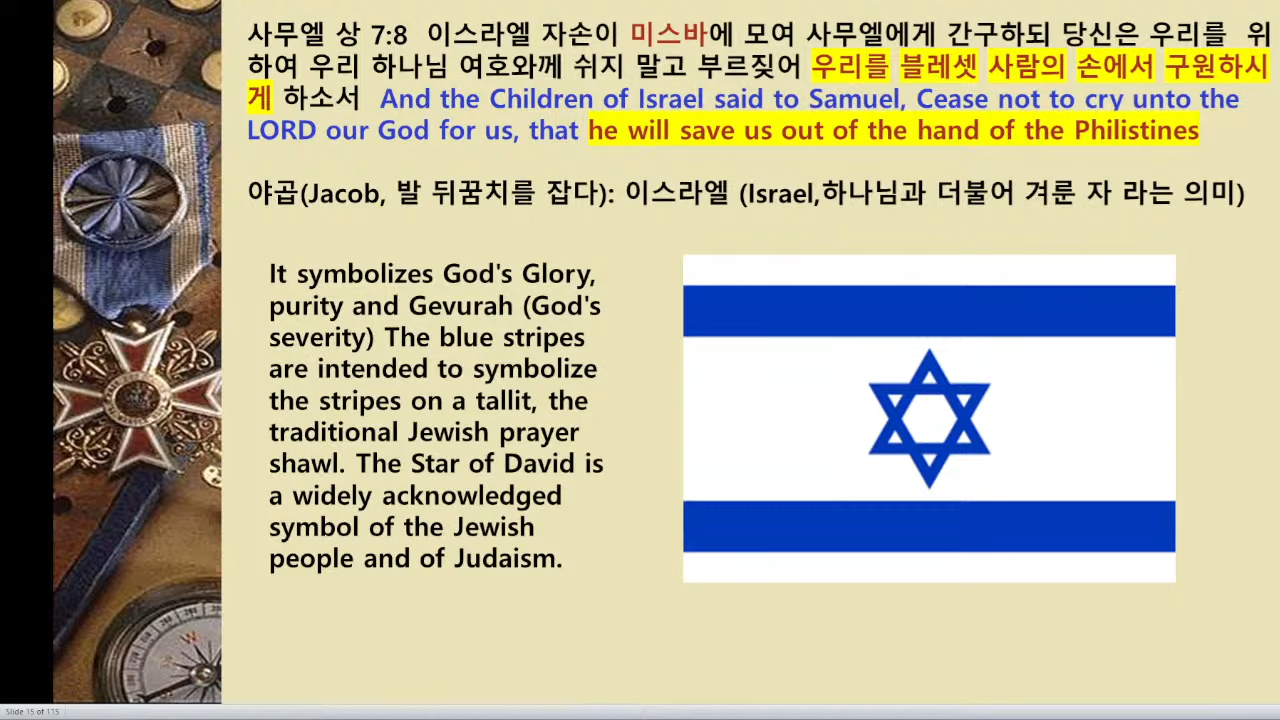 사무엘 상 7:8 이스라엘 자손이 미스바에 모여 사무엘에게 간구하되 당신은 우리를 위
하여 우리 하나님 여호와께 쉬지 말고 부르짖어 우리를 블레셋 사람의 손에서 구원하시
게 하소서 And the Children of Israel said to Samuel, Cease not to cry unto the
LORD our God for us, that he will save us out of the hand of the Philistines
야곱(Jacob, 발 뒤꿈치를 잡다): 이스라엘 (Israel,하나님과 더불어 겨룬 자 라는 의미)
It symbolizes God's Glory,
purity and Gevurah (God's
severity) The blue stripes
are intended to symbolize
the stripes on a tallit, the
traditional Jewish prayer
shawl. The Star of David is
a widely acknowledged
symbol of the Jewish
people and of Judaism.
W
Slide 15 of 115